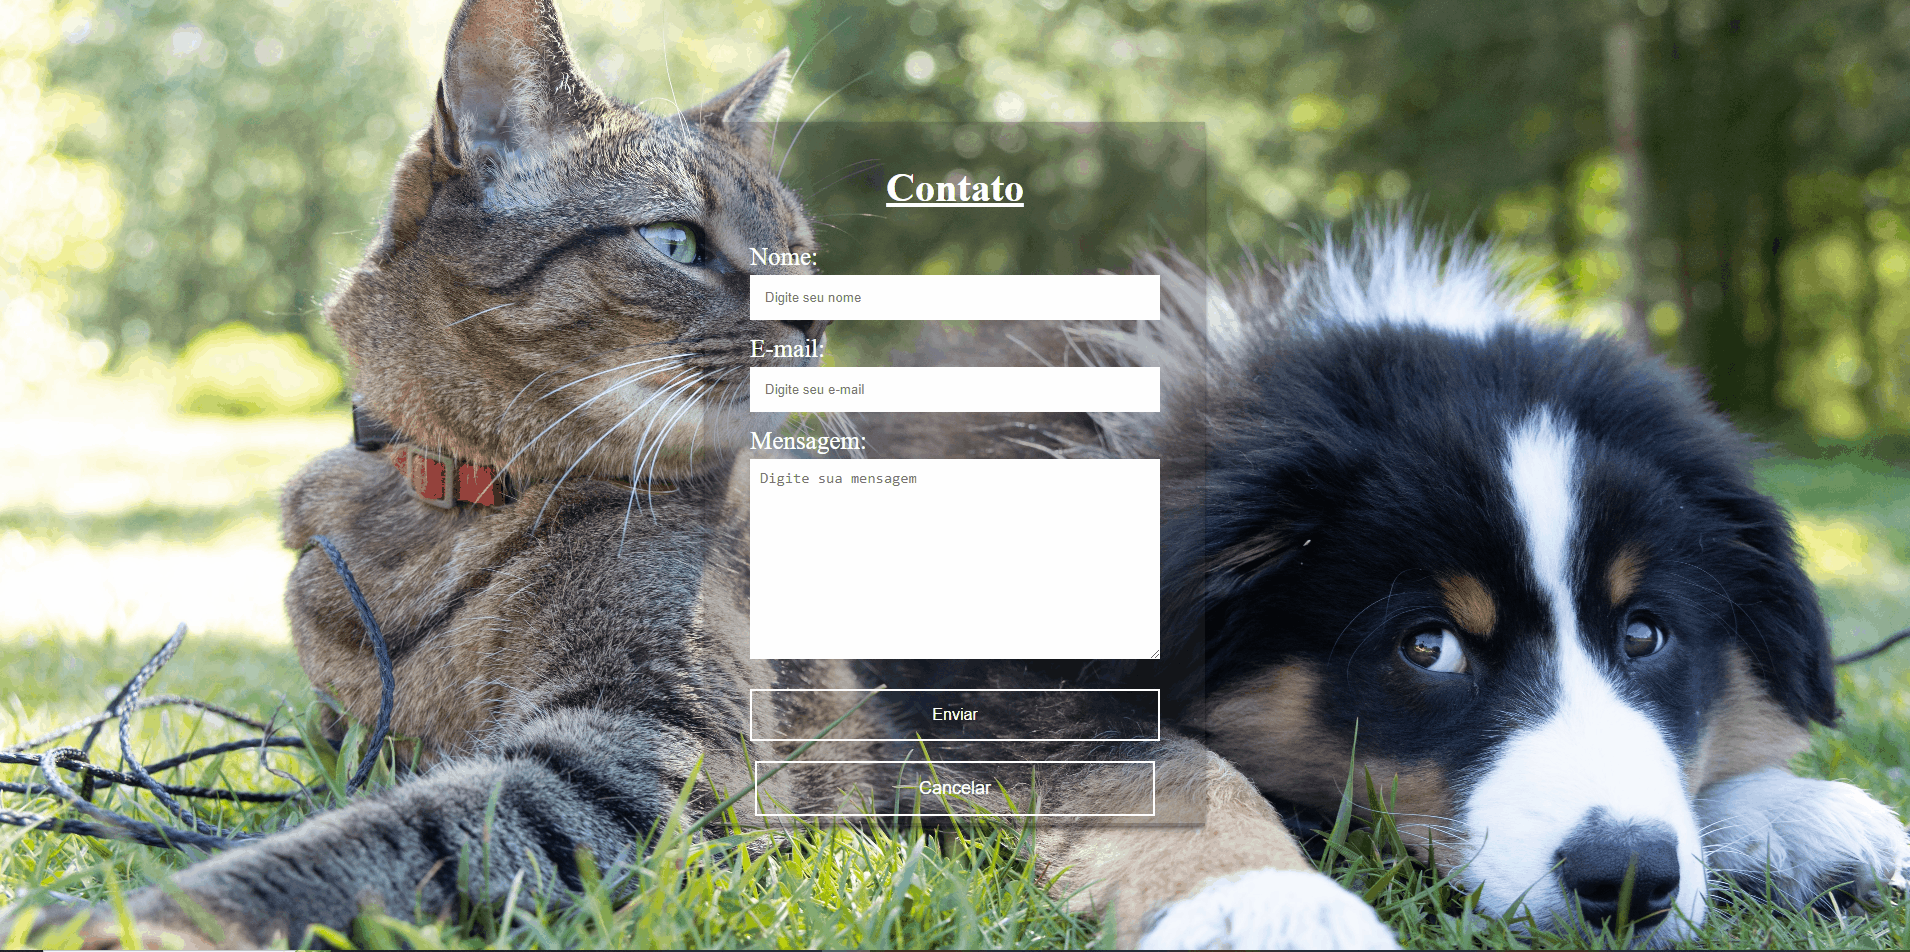 Contato
Nome:
Digite seu nome
E-mail:
Digite seu e-mail
Mensagem:
Digite sua mensagem
Enviar
Cancelar